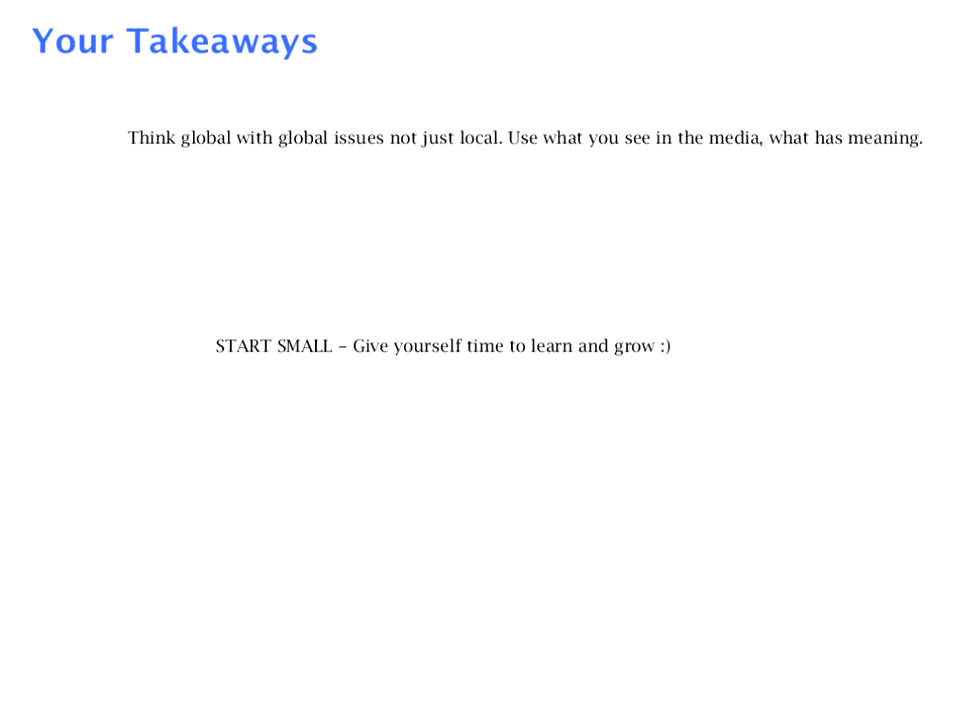 Your Takeaways
Think global with global issues not just local. Use what you see in the media, what has meaning.
START SMALL – Give yourself time to learn and grow :)